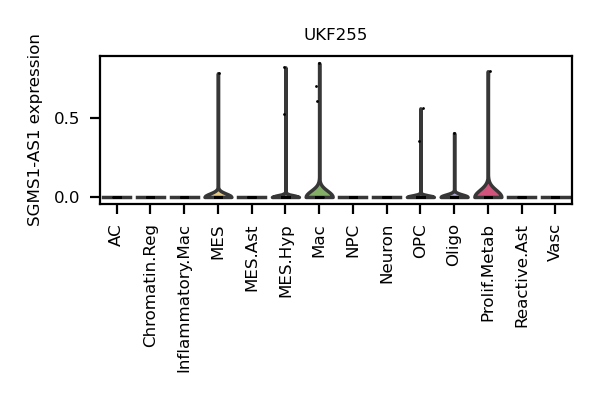 UKF255
SGMS1-AS1 expression
0.5
0.0
AC
Chromatin.Reg
Inflammatory.Mac
MES
MES.Ast
MES.Hyp
Mac
NPC
Neuron
OPC
Oligo
Prolif.Metab
Reactive.Ast
Vasc